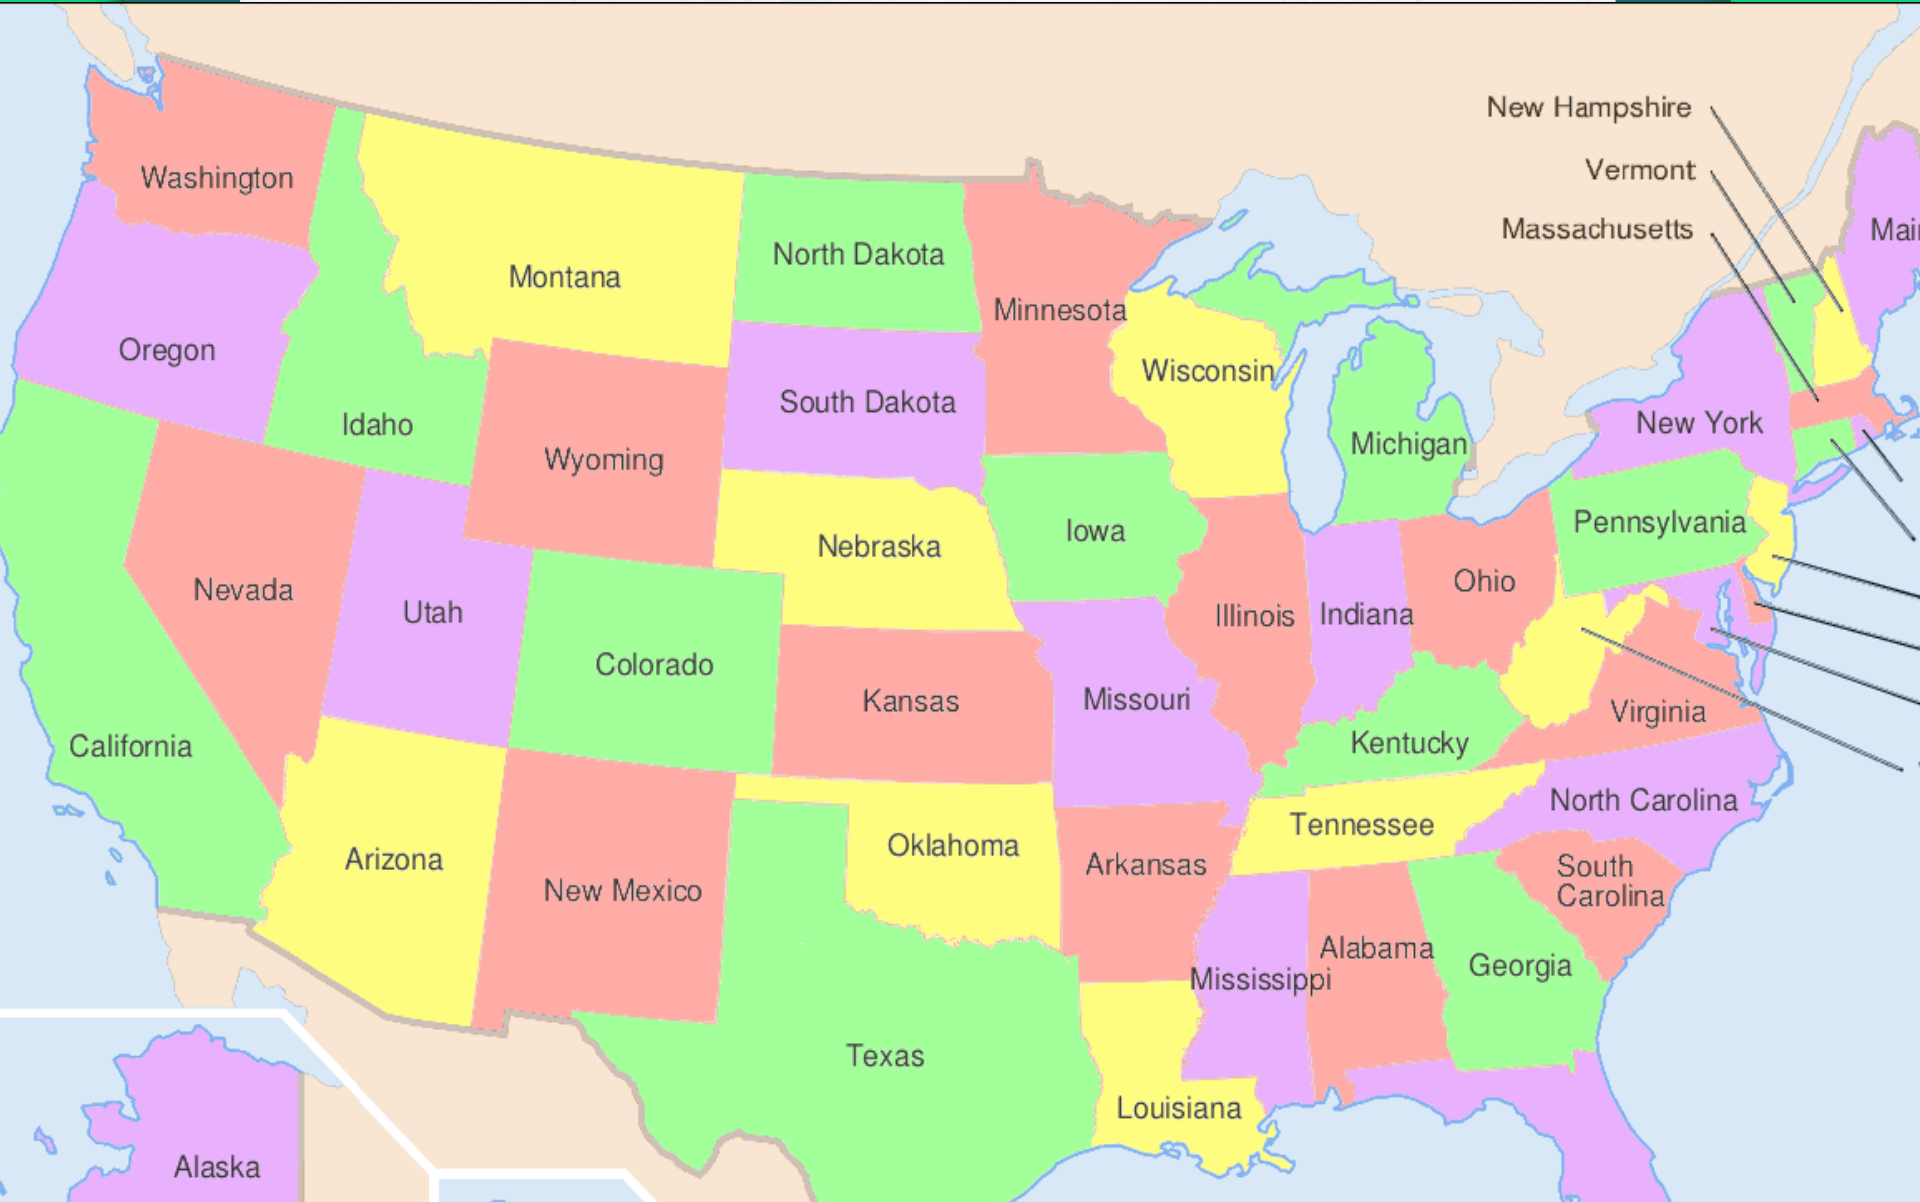 New Hampshire
Vermont
Massachusetts
Washington
Montana
North Dakota
Minnesota
Oregon
Idaho
Wyoming
South Dakota
Wisconsin
Michigan
New York
Nevada
Utah
Colorado
Nebraska
Iowa
Illinois
Indiana
Ohio
Pennsylvania
California
Kansas
Missouri
Kentucky
Virginia
Arizona
New Mexico
Oklahoma
Arkansas
Tennessee
North Carolina
South
Carolina
Texas
Louisiana
Mississippi
Alabama
Georgia
Alaska